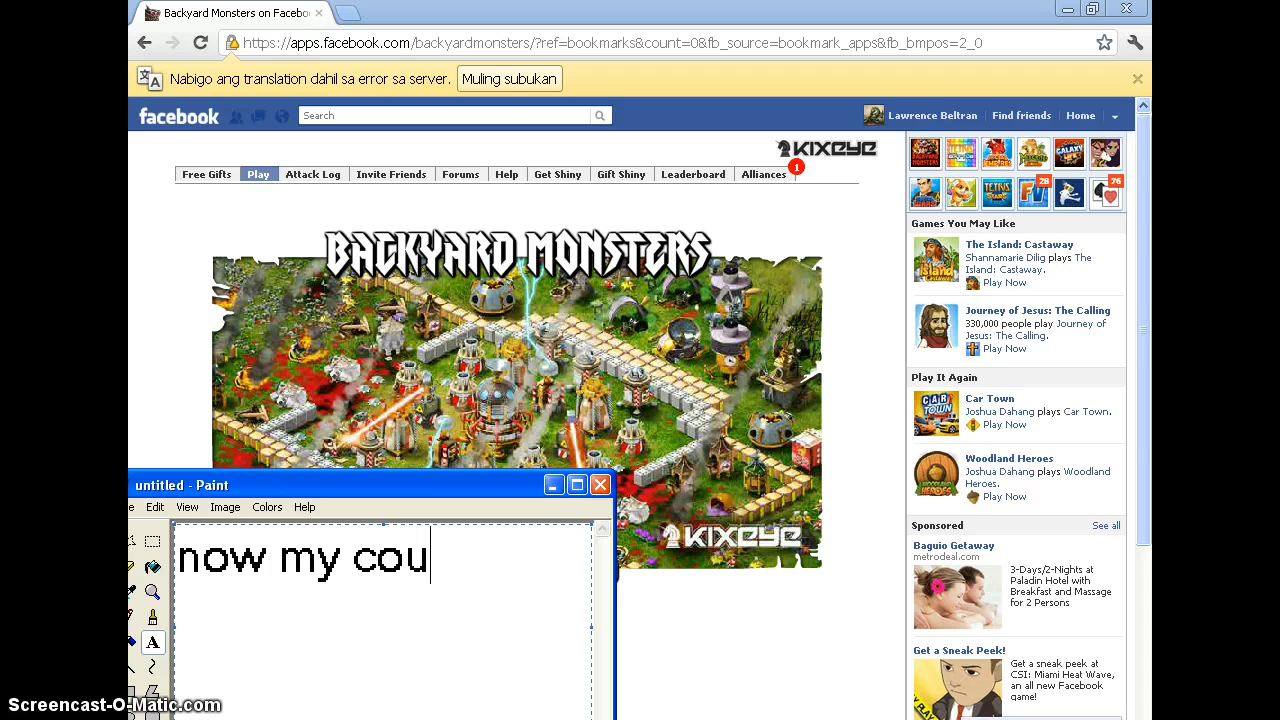 Backyard Monsters on Facebo
https://apps.facebook.com/backyardmonsters/?ref=bookmarks&count=0&fb_source=bookmark_apps&fb_bmpos=2_0
Nabigo ang translation dahil sa error sa server. Muling subukan
facebook Search Lawrence Beltran Find friends Home
KIXEYE
Free Gifts Play Attack Log Invite Friends Forums Help Get Shiny Gift Shiny Leaderboard Alliances 1
28 76
BACKYARD MONSTERS
KIXEYE
Games You May Like
The Island: Castaway
Shannamarie Dilig plays The
Island: Castaway.
Play Now
Journey of Jesus: The Calling
330,000 people play Journey of
Jesus: The Calling.
Play Now
Play It Again
Car Town
Joshua Dahang plays Car Town.
Play Now
Woodland Heroes
Joshua Dahang plays Woodland
Heroes.
Play Now
Sponsored See all
Baguio Getaway
metrodeal.com
3-Days/2-Nights at
Paladin Hotel with
Breakfast and Massage
for 2 Persons
Get a Sneak Peek!
Get a sneak peek at
CSI: Miami Heat Wave,
an all new Facebook
game!
untitled - Paint
Edit View Image Colors Help
now my cou
Screencast-O-Matic.com